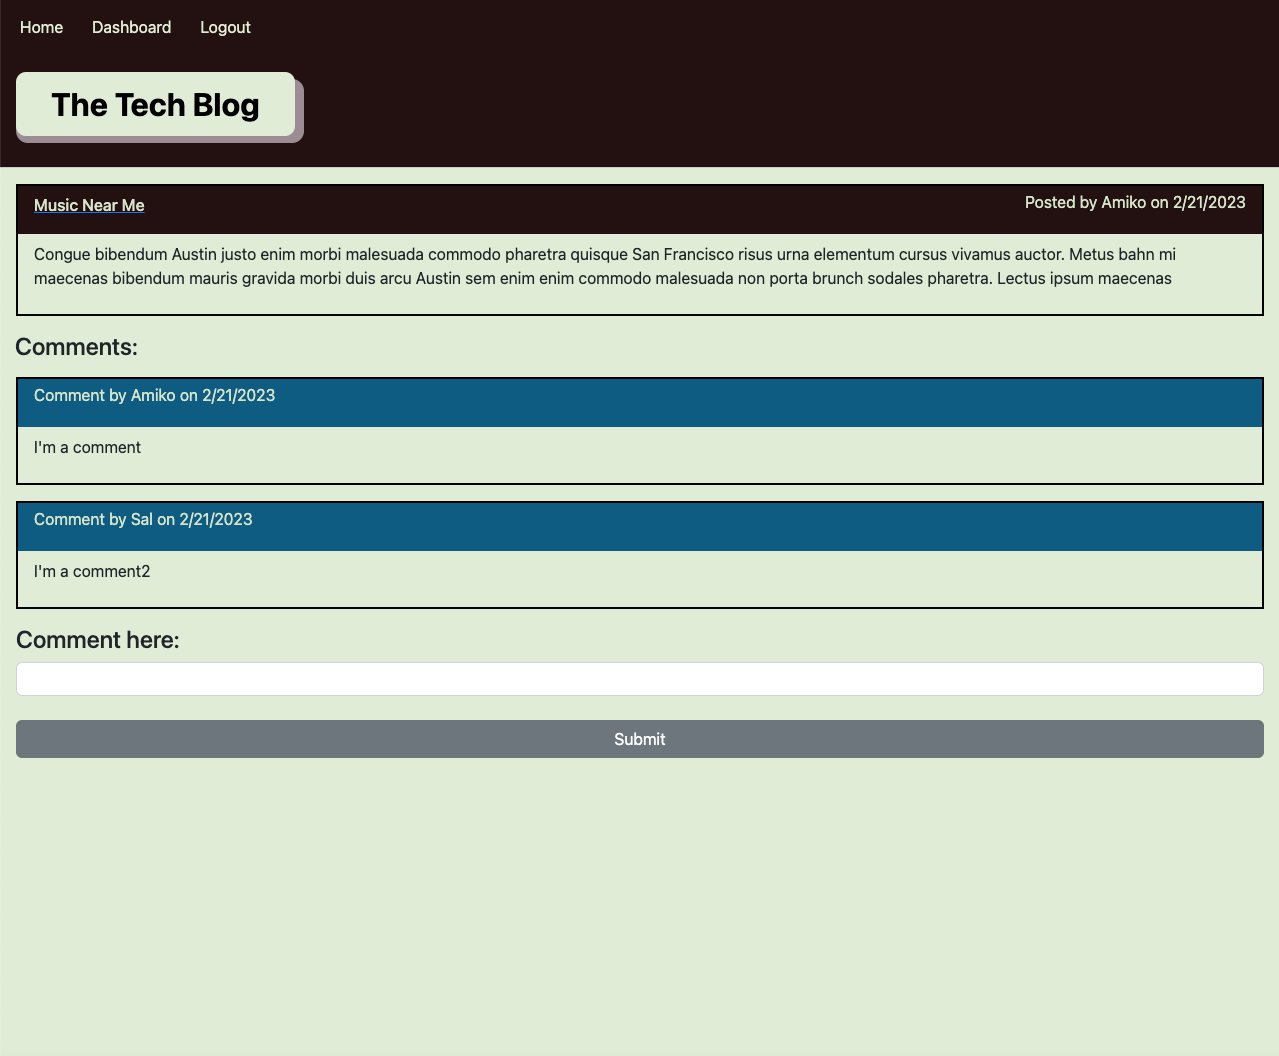 Home Dashboard Logout
The Tech Blog
Music Near Me Posted by Amiko on 2/21/2023
Congue bibendum Austin justo enim morbi malesuada commodo pharetra quisque San Francisco risus urna elementum cursus vivamus auctor. Metus bahn mi
maecenas bibendum mauris gravida morbi duis arcu Austin sem enim enim commodo malesuada non porta brunch sodales pharetra. Lectus ipsum maecenas
Comments:
Comment by Amiko on 2/21/2023
I'm a comment
Comment by Sal on 2/21/2023
I'm a comment2
Comment here:
Submit